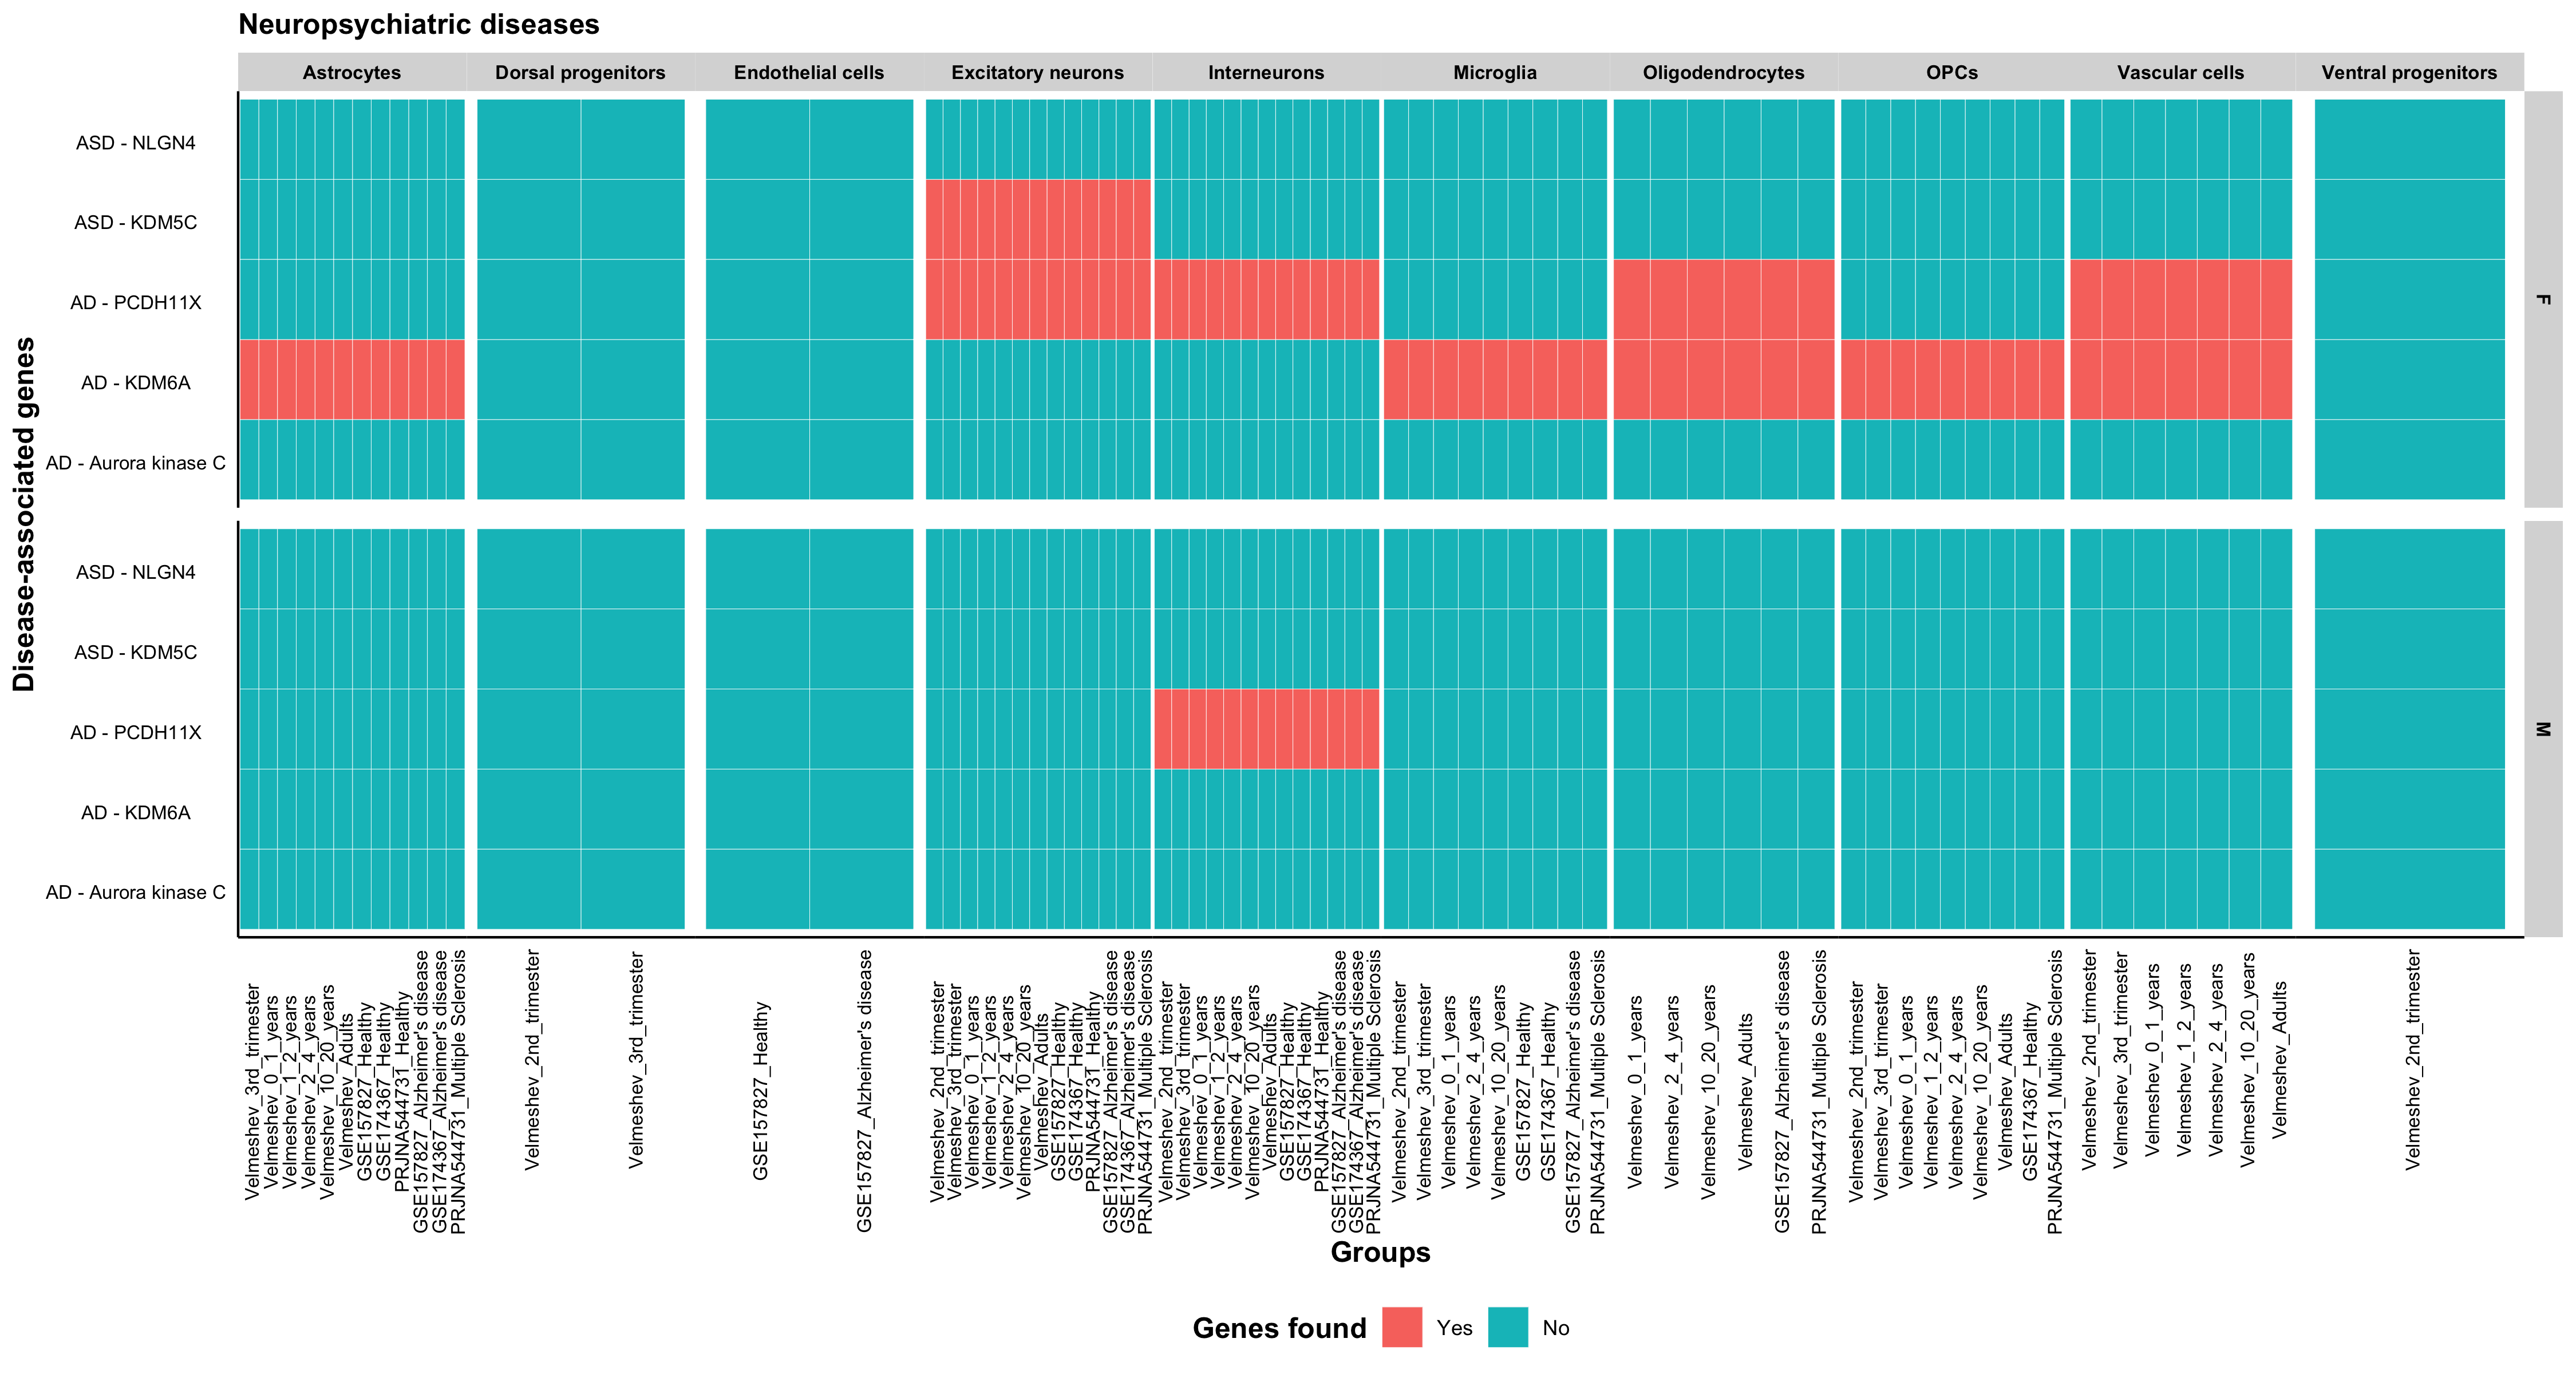 Neuropsychiatric diseases
Astrocytes
Dorsal progenitors
Endothelial cells
Excitatory neurons
Interneurons
Microglia
Oligodendrocytes
OPCs
Vascular cells
Ventral progenitors
Disease-associated genes
ASD - NLGN4
ASD - KDM5C
AD - PCDH11X
AD - KDM6A
AD - Aurora kinase C
F
ASD - NLGN4
ASD - KDM5C
AD - PCDH11X
AD - KDM6A
AD - Aurora kinase C
M
Velmeshev_3rd_trimester
Velmeshev_0_1_years
Velmeshev_1_2_years
Velmeshev_2_4_years
Velmeshev_10_20_years
Velmeshev_Adults
GSE157827_Healthy
GSE174367_Healthy
PRJNA544731_Healthy
GSE157827_Alzheimer's disease
GSE174367_Alzheimer's disease
PRJNA544731_Multiple Sclerosis
Velmeshev_2nd_trimester
Velmeshev_3rd_trimester
GSE157827_Healthy
GSE157827_Alzheimer's disease
Velmeshev_2nd_trimester
Velmeshev_3rd_trimester
Velmeshev_0_1_years
Velmeshev_1_2_years
Velmeshev_2_4_years
Velmeshev_10_20_years
Velmeshev_Adults
GSE157827_Healthy
GSE174367_Healthy
PRJNA544731_Healthy
GSE157827_Alzheimer's disease
GSE174367_Alzheimer's disease
PRJNA544731_Multiple Sclerosis
Velmeshev_2nd_trimester
Velmeshev_3rd_trimester
Velmeshev_0_1_years
Velmeshev_1_2_years
Velmeshev_2_4_years
Velmeshev_10_20_years
Velmeshev_Adults
GSE157827_Healthy
GSE174367_Healthy
PRJNA544731_Healthy
GSE157827_Alzheimer's disease
GSE174367_Alzheimer's disease
PRJNA544731_Multiple Sclerosis
Velmeshev_2nd_trimester
Velmeshev_3rd_trimester
Velmeshev_0_1_years
Velmeshev_2_4_years
Velmeshev_10_20_years
GSE157827_Healthy
GSE174367_Healthy
GSE157827_Alzheimer's disease
PRJNA544731_Multiple Sclerosis
Velmeshev_0_1_years
Velmeshev_2_4_years
Velmeshev_10_20_years
Velmeshev_Adults
GSE157827_Alzheimer's disease
PRJNA544731_Multiple Sclerosis
Velmeshev_2nd_trimester
Velmeshev_3rd_trimester
Velmeshev_0_1_years
Velmeshev_1_2_years
Velmeshev_2_4_years
Velmeshev_10_20_years
Velmeshev_Adults
GSE174367_Healthy
PRJNA544731_Multiple Sclerosis
Velmeshev_2nd_trimester
Velmeshev_3rd_trimester
Velmeshev_0_1_years
Velmeshev_1_2_years
Velmeshev_2_4_years
Velmeshev_10_20_years
Velmeshev_Adults
Velmeshev_2nd_trimester
Groups
Genes found
Yes
No